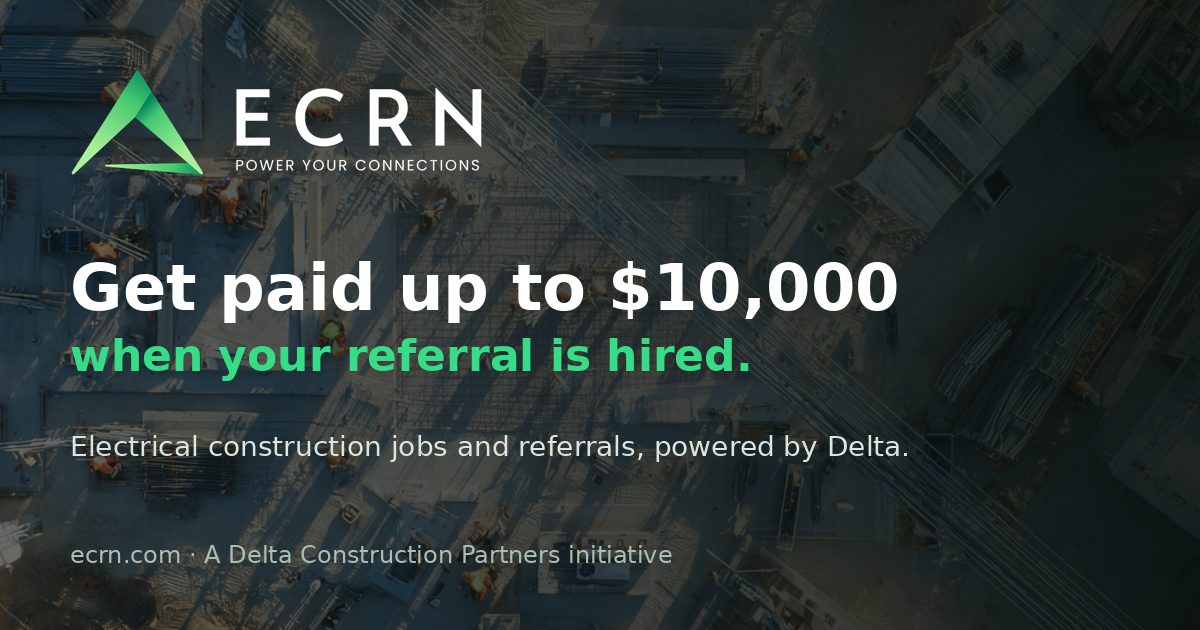 ECRN
POWER YOUR CONNECTIONS
Get paid up to $10,000
when your referral is hired.
Electrical construction jobs and referrals, powered by Delta.
ecrn.com · A Delta Construction Partners initiative